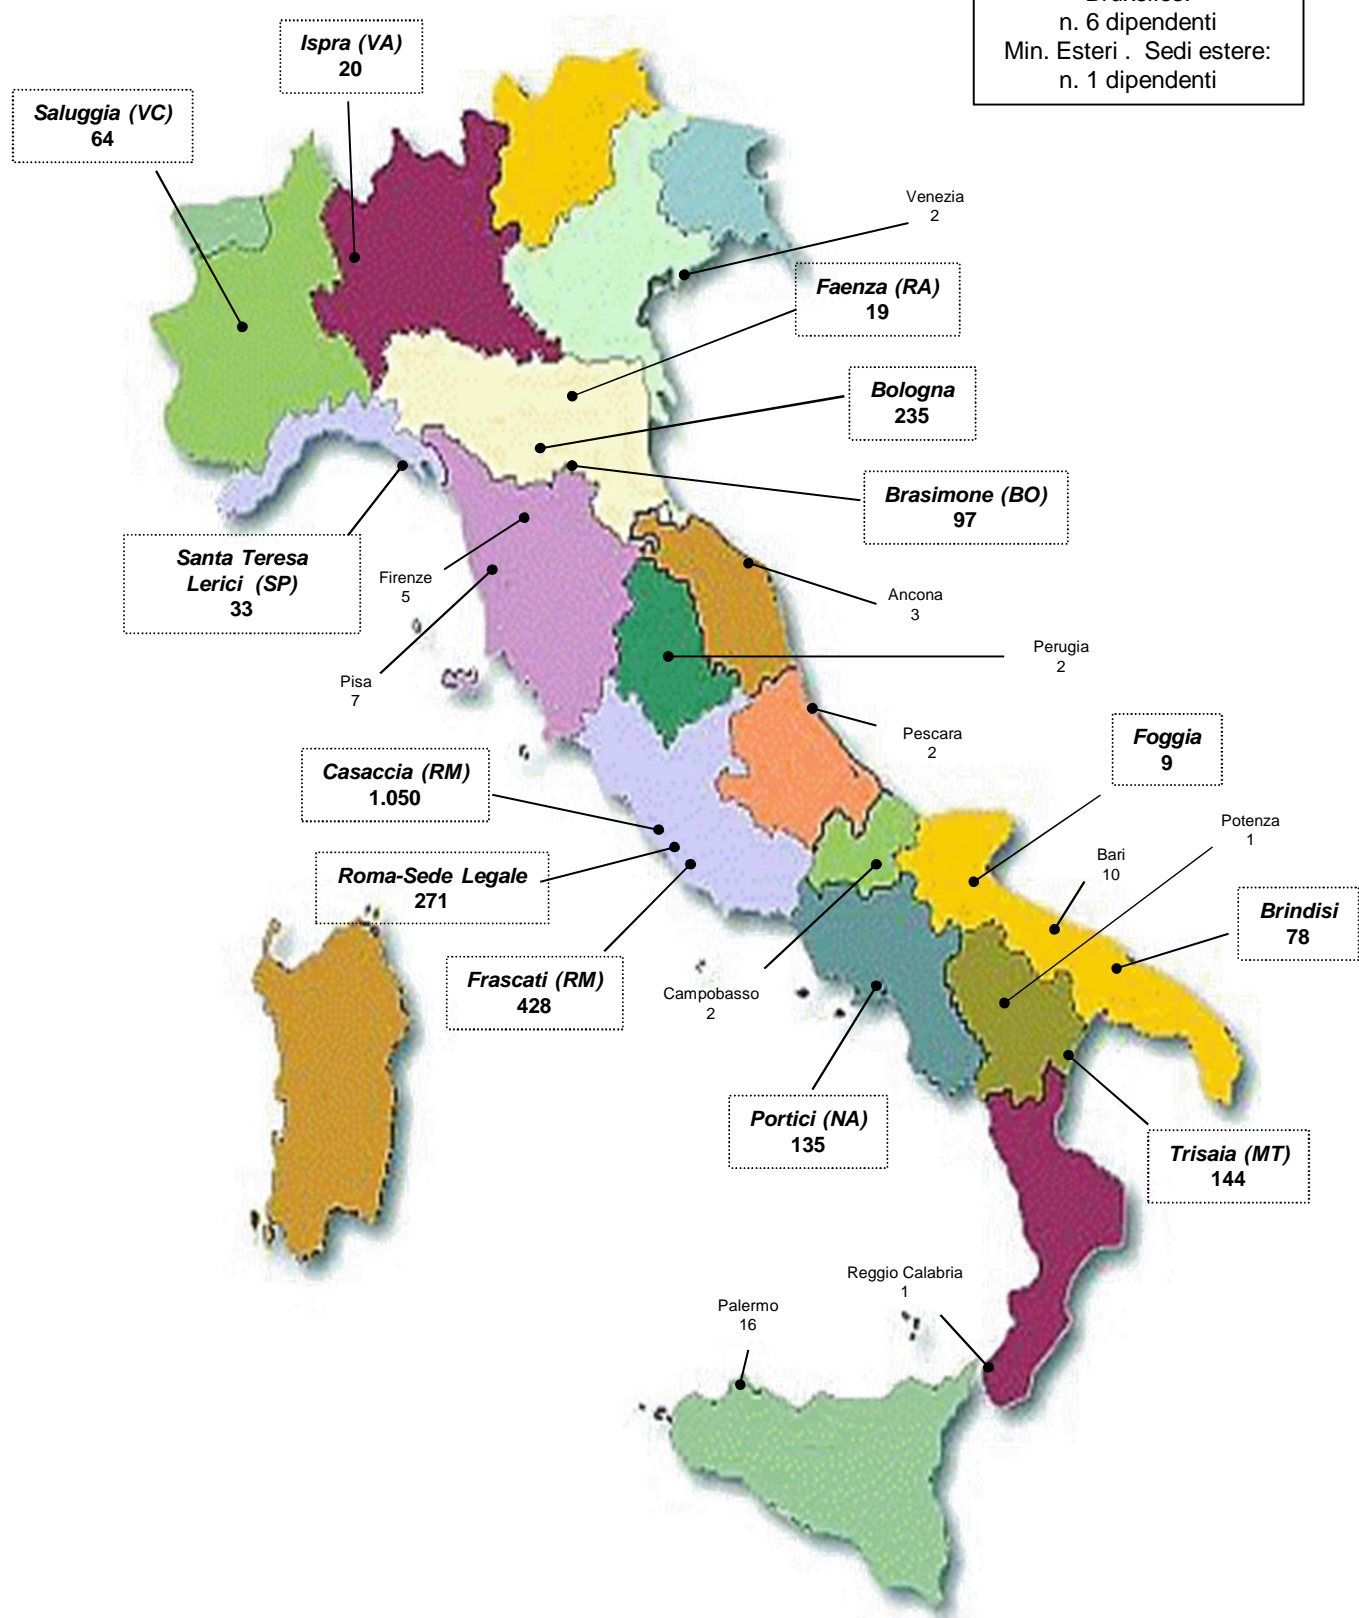 n. 6 dipendenti
Min. Esteri . Sedi estere:
n. 1 dipendenti
Ispra (VA)
20
Saluggia (VC)
64
Venezia
2
Faenza (RA)
19
Bologna
235
Brasimone (BO)
97
Santa Teresa
Lerici (SP)
33
Firenze
5
Ancona
3
Perugia
2
Pisa
7
Pescara
2
Foggia
9
Casaccia (RM)
1.050
Potenza
1
Bari
10
Roma-Sede Legale
271
Brindisi
78
Frascati (RM)
428
Campobasso
2
Portici (NA)
135
Trisaia (MT)
144
Reggio Calabria
1
Palermo
16